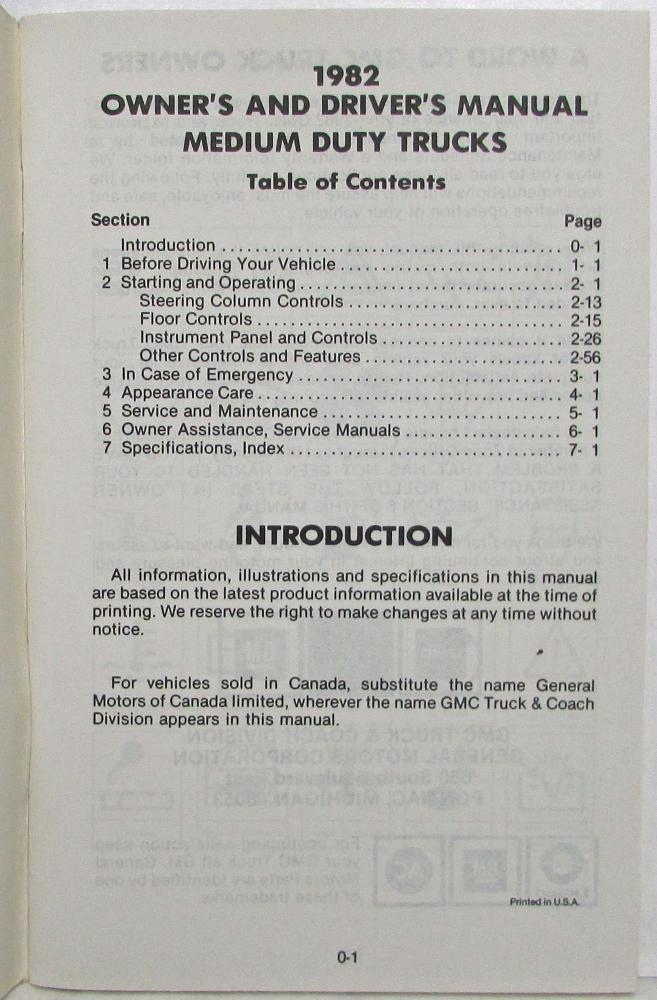 1982
OWNER'S AND DRIVER'S MANUAL
MEDIUM DUTY TRUCKS
Table of Contents
Section Page
Introduction ........................................ 0- 1
1 Before Driving Your Vehicle .......................... 1- 1
2 Starting and Operating ............................... 2- 1
Steering Column Controls .......................... 2-13
Floor Controls .................................... 2-15
Instrument Panel and Controls ...................... 2-26
Other Controls and Features ........................ 2-56
3 In Case of Emergency ............................... 3- 1
4 Appearance Care .................................... 4- 1
5 Service and Maintenance ............................ 5- 1
6 Owner Assistance, Service Manuals .................. 6- 1
7 Specifications, Index ................................ 7- 1
INTRODUCTION
All information, illustrations and specifications in this manual
are based on the latest product information available at the time of
printing. We reserve the right to make changes at any time without
notice.
For vehicles sold in Canada, substitute the name General
Motors of Canada limited, wherever the name GMC Truck & Coach
Division appears in this manual.
Printed in U.S.A.
0-1